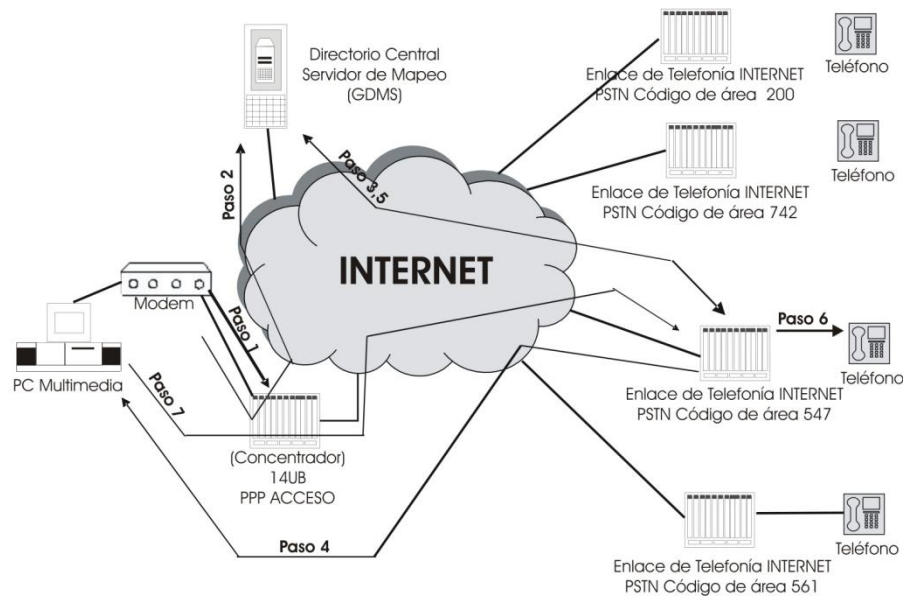 Directorio Central
Servidor de Mapeo
(GDMS)
Enlace de Telefonía INTERNET
PSTN Código de área 200
Teléfono
Enlace de Telefonía INTERNET
PSTN Código de área 742
Teléfono
Paso 2
Paso 3,5
INTERNET
Modem
Paso 1
PC Multimedia
Paso 7
(Concentrador)
14UB
PPP ACCESO
Paso 6
Enlace de Telefonía INTERNET
PSTN Código de área 547
Teléfono
Paso 4
Enlace de Telefonía INTERNET
PSTN Código de área 561
Teléfono